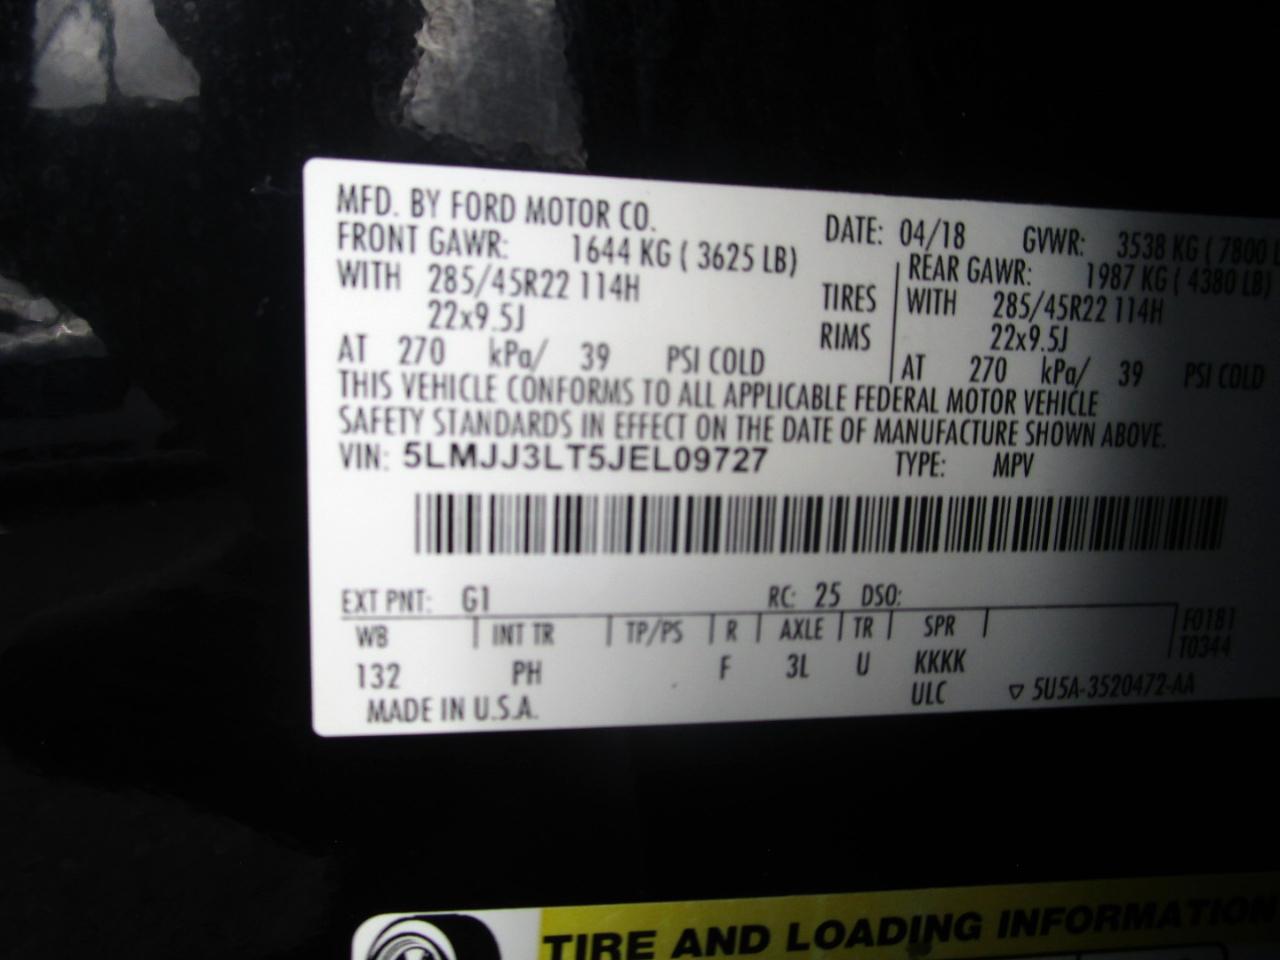 MFD. BY FORD MOTOR CO. DATE: 04/18 GVWR: 3538 KG ( 7800 L
FRONT GAWR: 1644 KG ( 3625 LB) REAR GAWR: 1987 KG ( 4380 LB)
WITH 285/45R22 114H TIRES WITH 285/45R22 114H
22x9.5J RIMS 22x9.5J
AT 270 kPa/ 39 PSI COLD AT 270 kPa/ 39 PSI COLD
THIS VEHICLE CONFORMS TO ALL APPLICABLE FEDERAL MOTOR VEHICLE
SAFETY STANDARDS IN EFFECT ON THE DATE OF MANUFACTURE SHOWN ABOVE.
VIN: 5LMJJ3LT5JEL09727 TYPE: MPV
EXT PNT: G1 RC: 25 DSO:
WB INT TR TP/PS R AXLE TR SPR F0181
T0344
132 PH F 3L U KKKK
ULC ▽ 5U5A-3520472-AA
MADE IN U.S.A.
TIRE AND LOADING INFORMATION